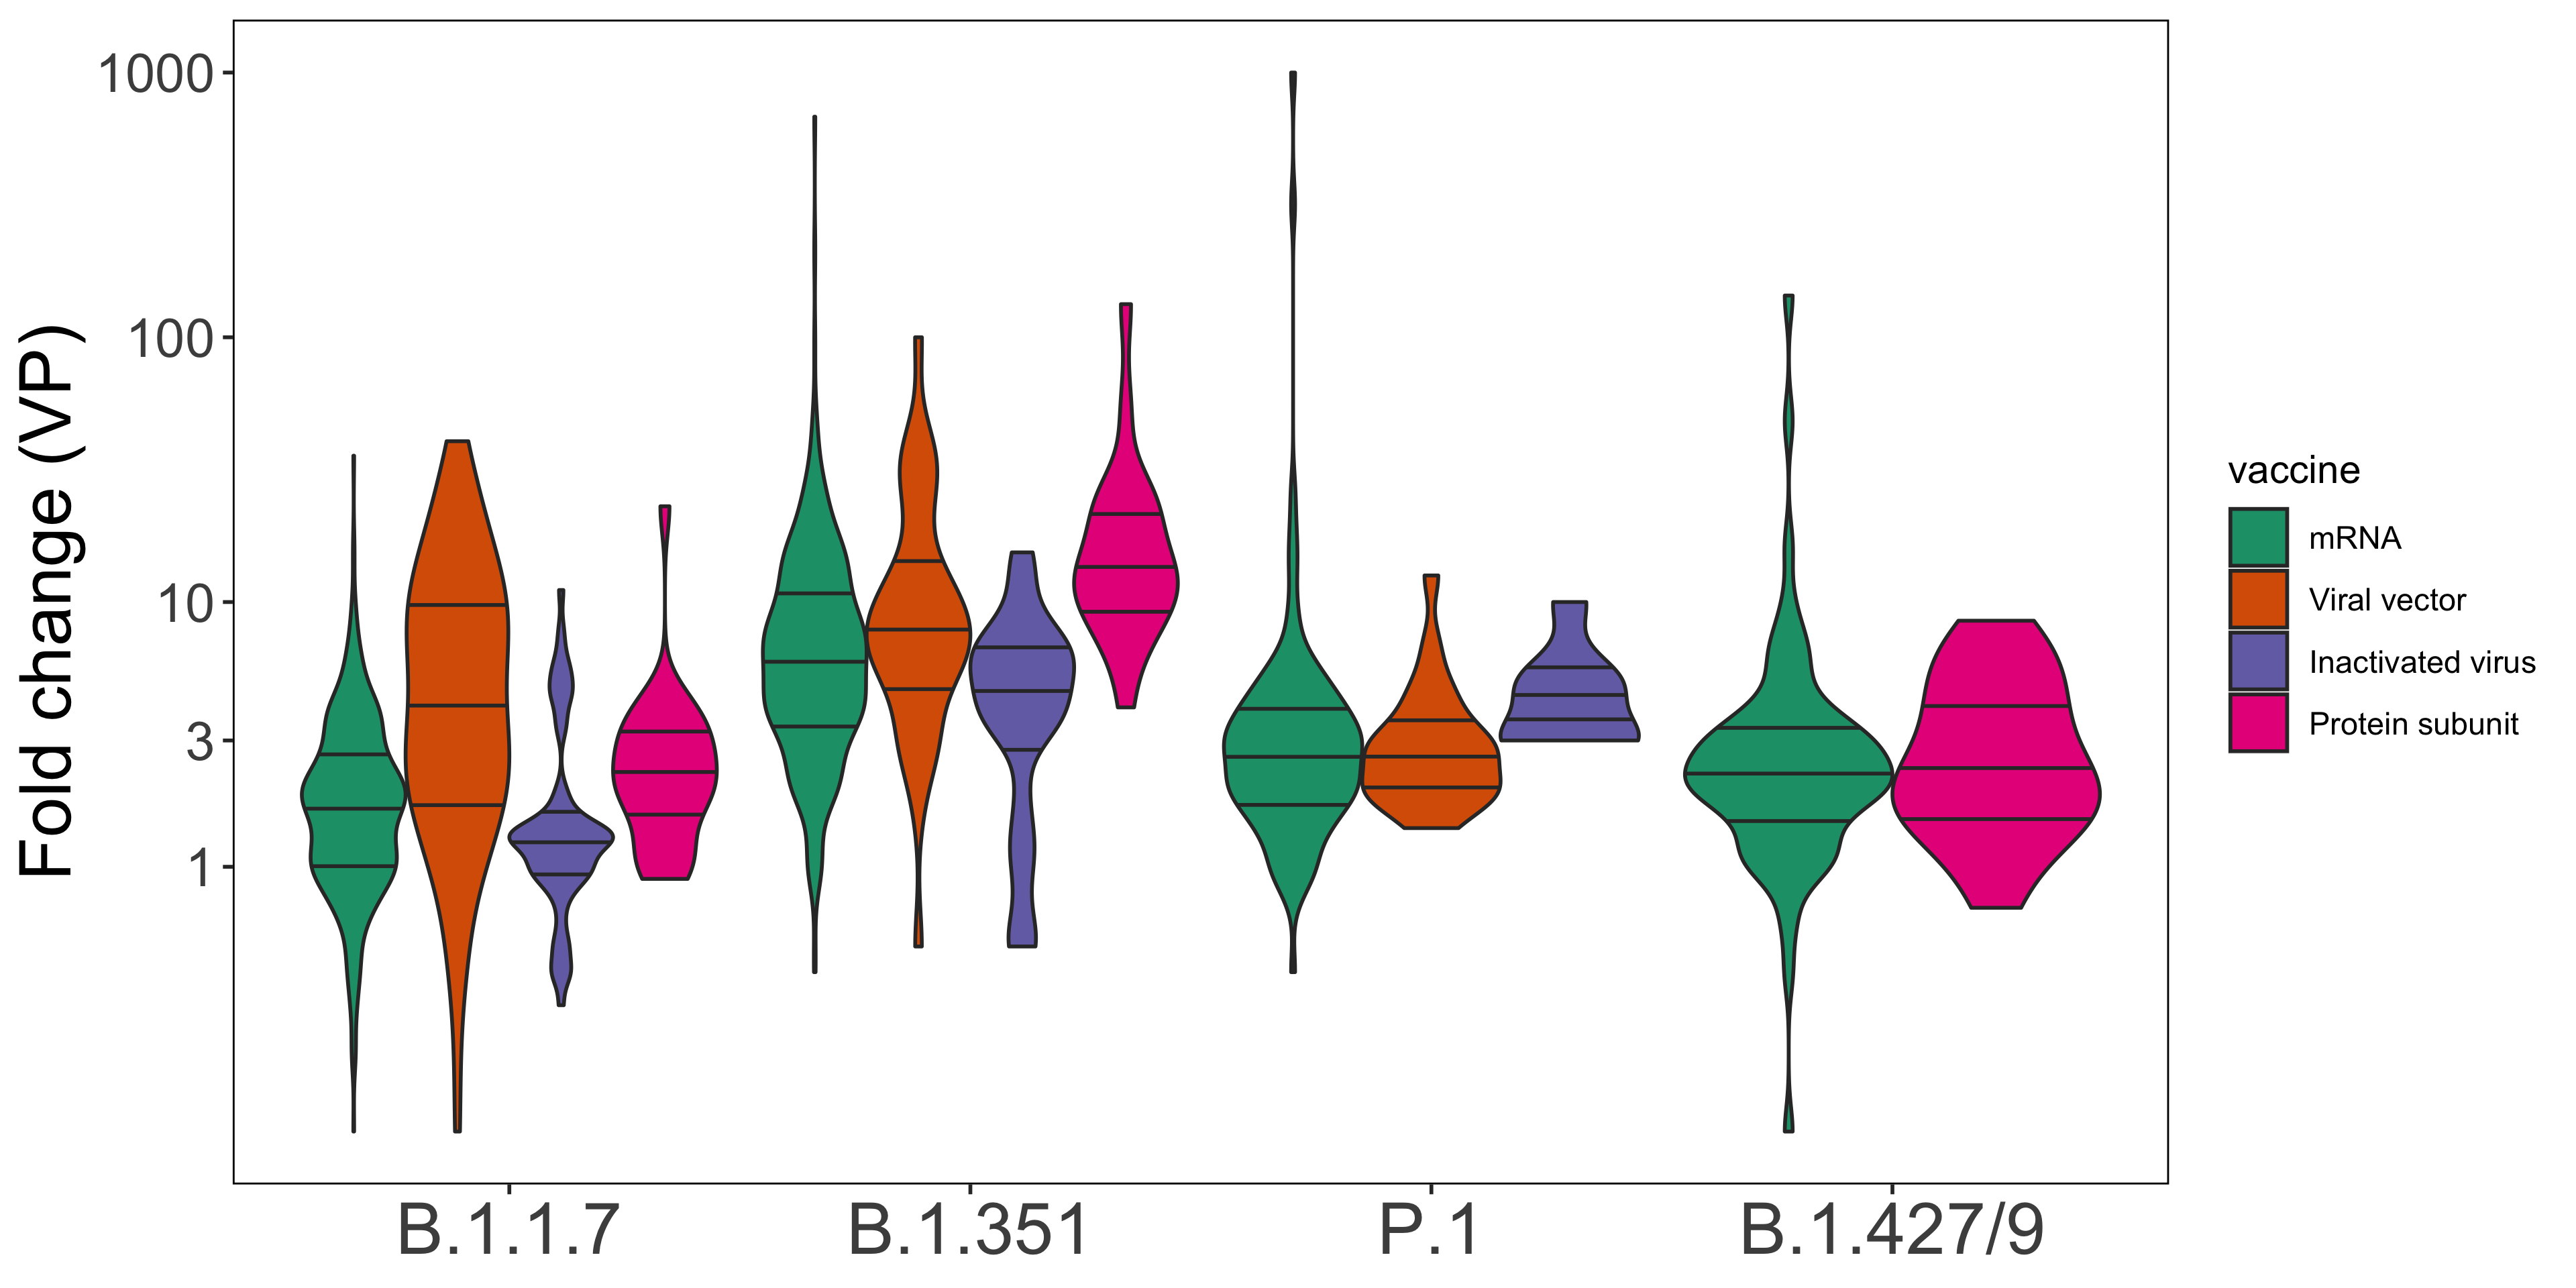 Fold change (VP)
1000
100
10
3
1
B.1.1.7
B.1.351
P.1
B.1.427/9
vaccine
mRNA
Viral vector
Inactivated virus
Protein subunit